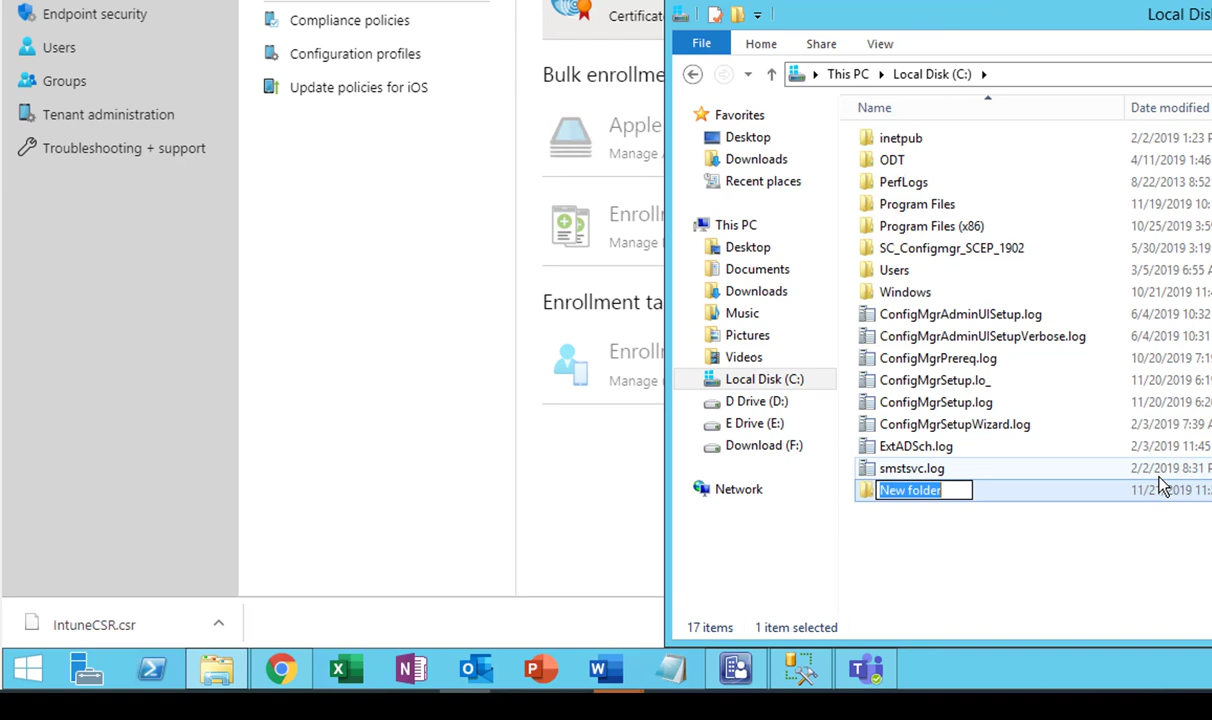 Endpoint security
Users
Groups
Tenant administration
Troubleshooting + support
Compliance policies
Configuration profiles
Update policies for iOS
Certificat
Bulk enrollme
Apple
Manage
Enrollm
Manage
Enrollment ta
Enroll
Manage
IntuneCSR.csr
Local Dis
File
Home
Share
View
This PC
Local Disk (C:)
Name
Date modified
Favorites
Desktop
Downloads
Recent places
This PC
Desktop
Documents
Downloads
Music
Pictures
Videos
Local Disk (C:)
D Drive (D:)
E Drive (E:)
Download (F:)
Network
inetpub 2/2/2019 1:23 P
ODT 4/11/2019 1:46
PerfLogs 8/22/2013 8:52
Program Files 11/19/2019 10:
Program Files (x86) 10/25/2019 3:5
SC_Configmgr_SCEP_1902 5/30/2019 3:19
Users 3/5/2019 6:55 A
Windows 10/21/2019 11:
ConfigMgrAdminUISetup.log 6/4/2019 10:32
ConfigMgrAdminUISetupVerbose.log 6/4/2019 10:31
ConfigMgrPrereq.log 10/20/2019 7:1
ConfigMgrSetup.lo_ 11/20/2019 6:1
ConfigMgrSetup.log 11/20/2019 6:2
ConfigMgrSetupWizard.log 2/3/2019 7:39 A
ExtADSch.log 2/3/2019 11:45
smstsvc.log 2/2/2019 8:31 P
New folder 2019 11:
17 items 1 item selected